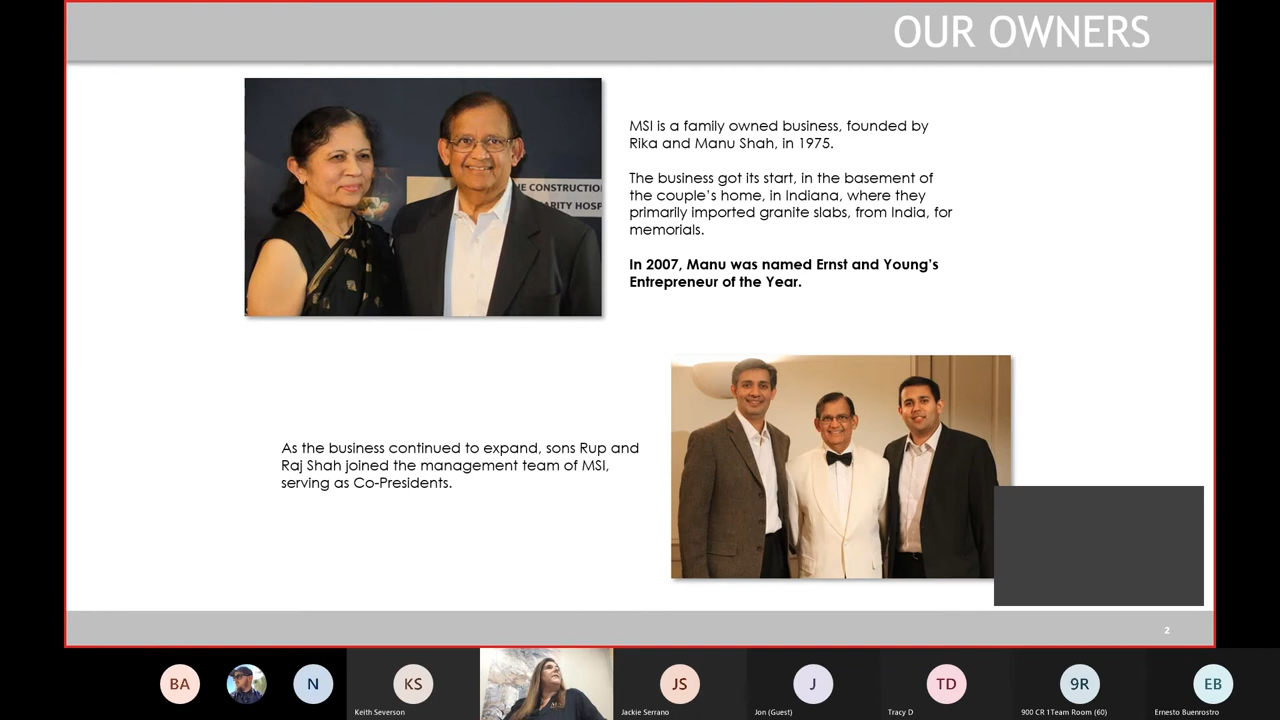 OUR OWNERS
MSI is a family owned business, founded by
Rika and Manu Shah, in 1975.
The business got its start, in the basement of
the couple's home, in Indiana, where they
primarily imported granite slabs, from India, for
memorials.
In 2007, Manu was named Ernst and Young's
Entrepreneur of the Year.
HE CONSTRUCTIO
ARITY HOSP
As the business continued to expand, sons Rup and
Raj Shah joined the management team of MSI,
serving as Co-Presidents.
2
BA
N
KS
JS
J
TD
9R
EB
Keith Severson
Jackie Serrano
Jon (Guest)
Tracy D
900 CR 1Team Room (60)
Ernesto Buenrostro